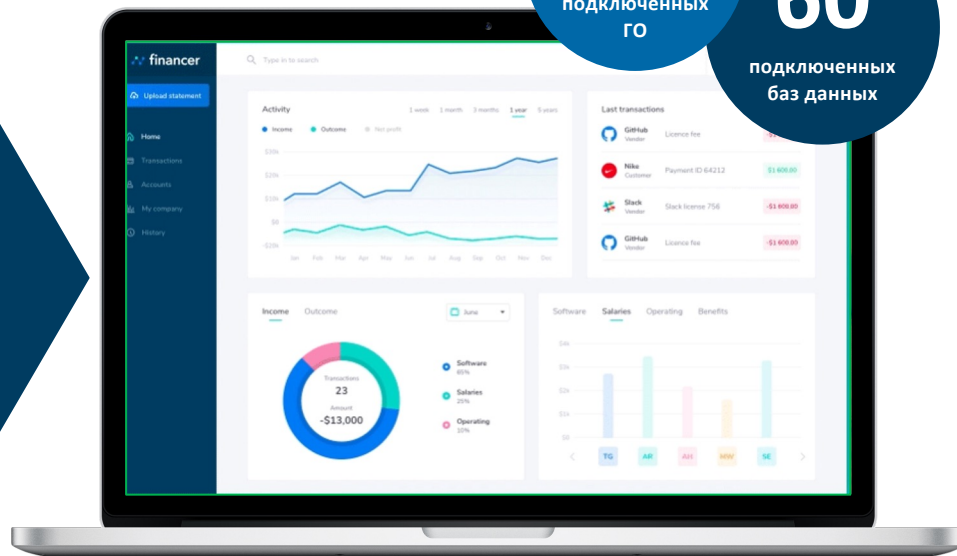 подключенных
ГО
60
подключенных
баз данных
financer
Type in to search
Upload statement
Home
Transactions
Accounts
My company
History
Activity
1 week 1 month 3 months 1 year 5 years
Income Outcome Net profit
$30k
$20k
$10k
$0
-$20k
Jan Feb Mar Apr May Jun Jul Aug Sep Oct Nov Dec
Last transactions
GitHub
Vendor
Licence fee
Nike
Customer
Payment ID 64212
$1 608.00
Slack
Vendor
Slack license 756
-$1 608.00
GitHub
Vendor
Licence fee
-$1 608.00
Income Outcome
June
Transactions
23
Amount
-$13,000
Software
65%
Salaries
25%
Operating
10%
Software Salaries Operating Benefits
$4k
$3k
$2k
$1k
$0
TG AR AH MW SE